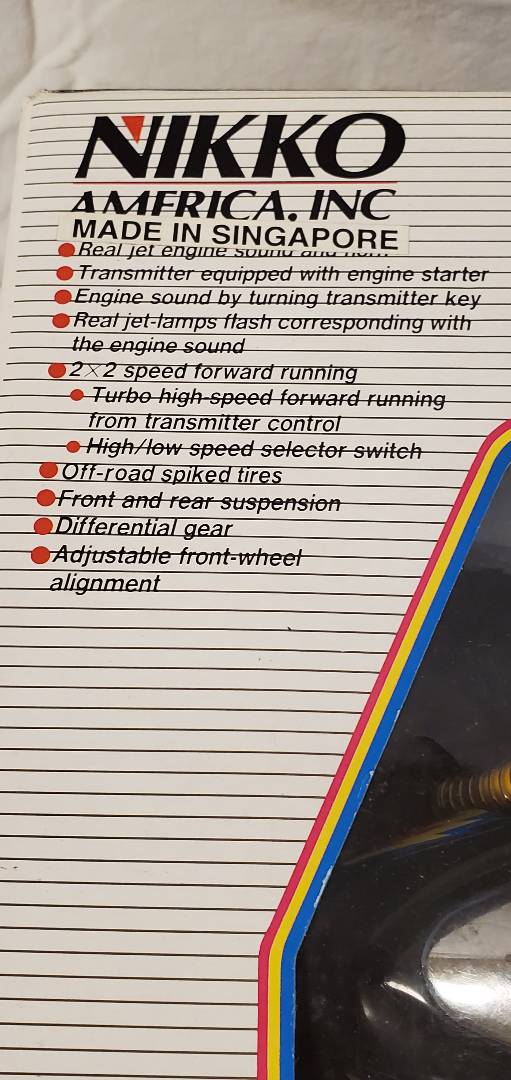 NIKKO
AMERICA. INC
MADE IN SINGAPORE
Real jet engine sound and horn
Transmitter equipped with engine starter
Engine sound by turning transmitter key
Real jet-lamps flash corresponding with
the engine sound
2×2 speed forward running
Turbo high-speed forward running
from transmitter control
High/low speed selector switch
Off-road spiked tires
Front and rear suspension
Differential gear
Adjustable front-wheel
alignment